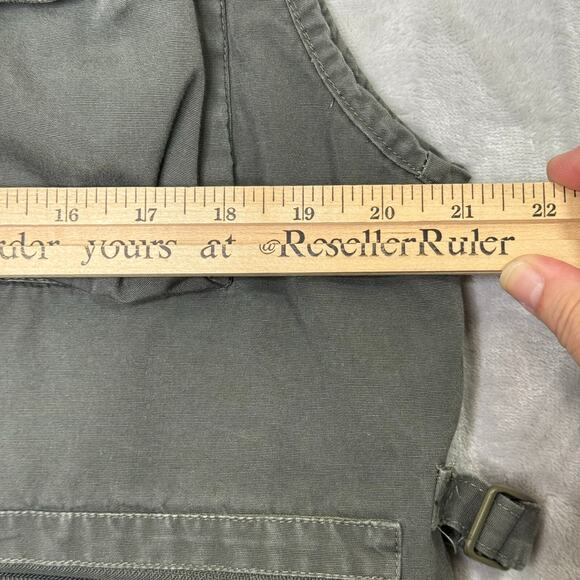 16 17 18 19 20 21 22
yours at @ResellerRuler